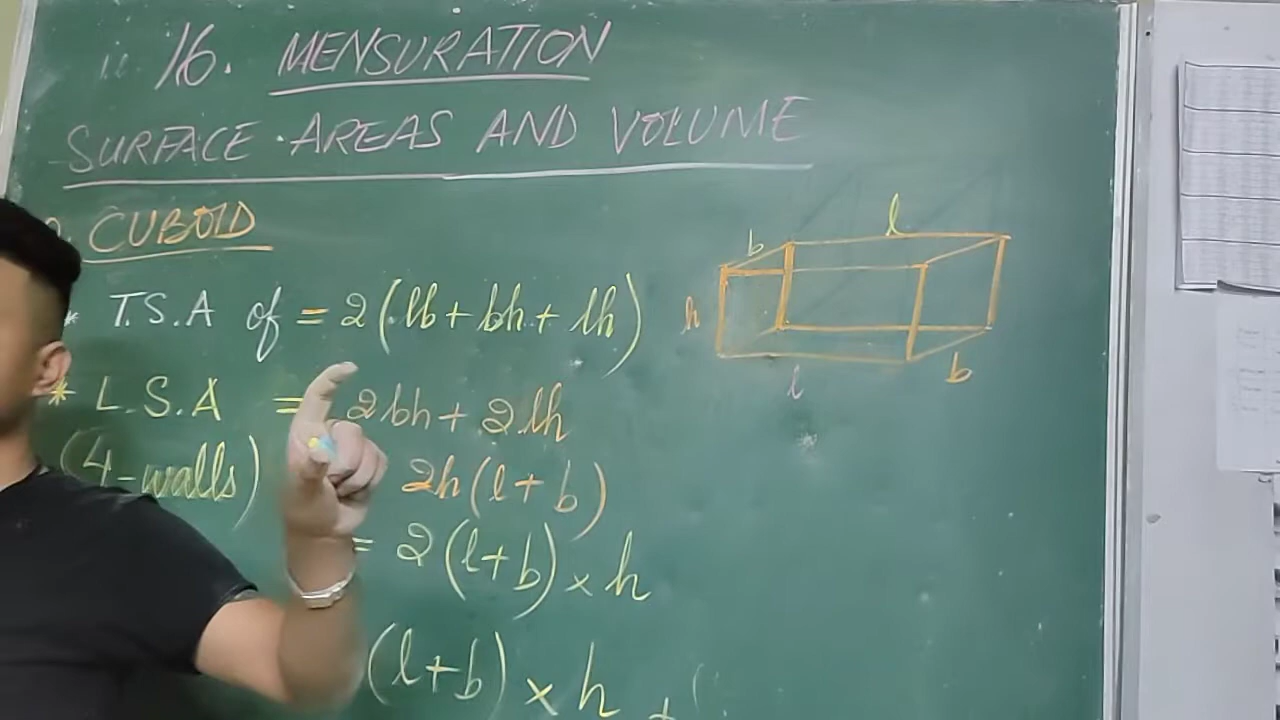 16. MENSURATION
SURFACE AREAS AND VOLUME
CUBOID
* T.S.A of = 2(lb + bh + lh)
* L.S.A = 2bh + 2lh
(4-walls) 2h(l+b)
= 2(l+b) × h
(l+b) × h +
l
b
h
l
b